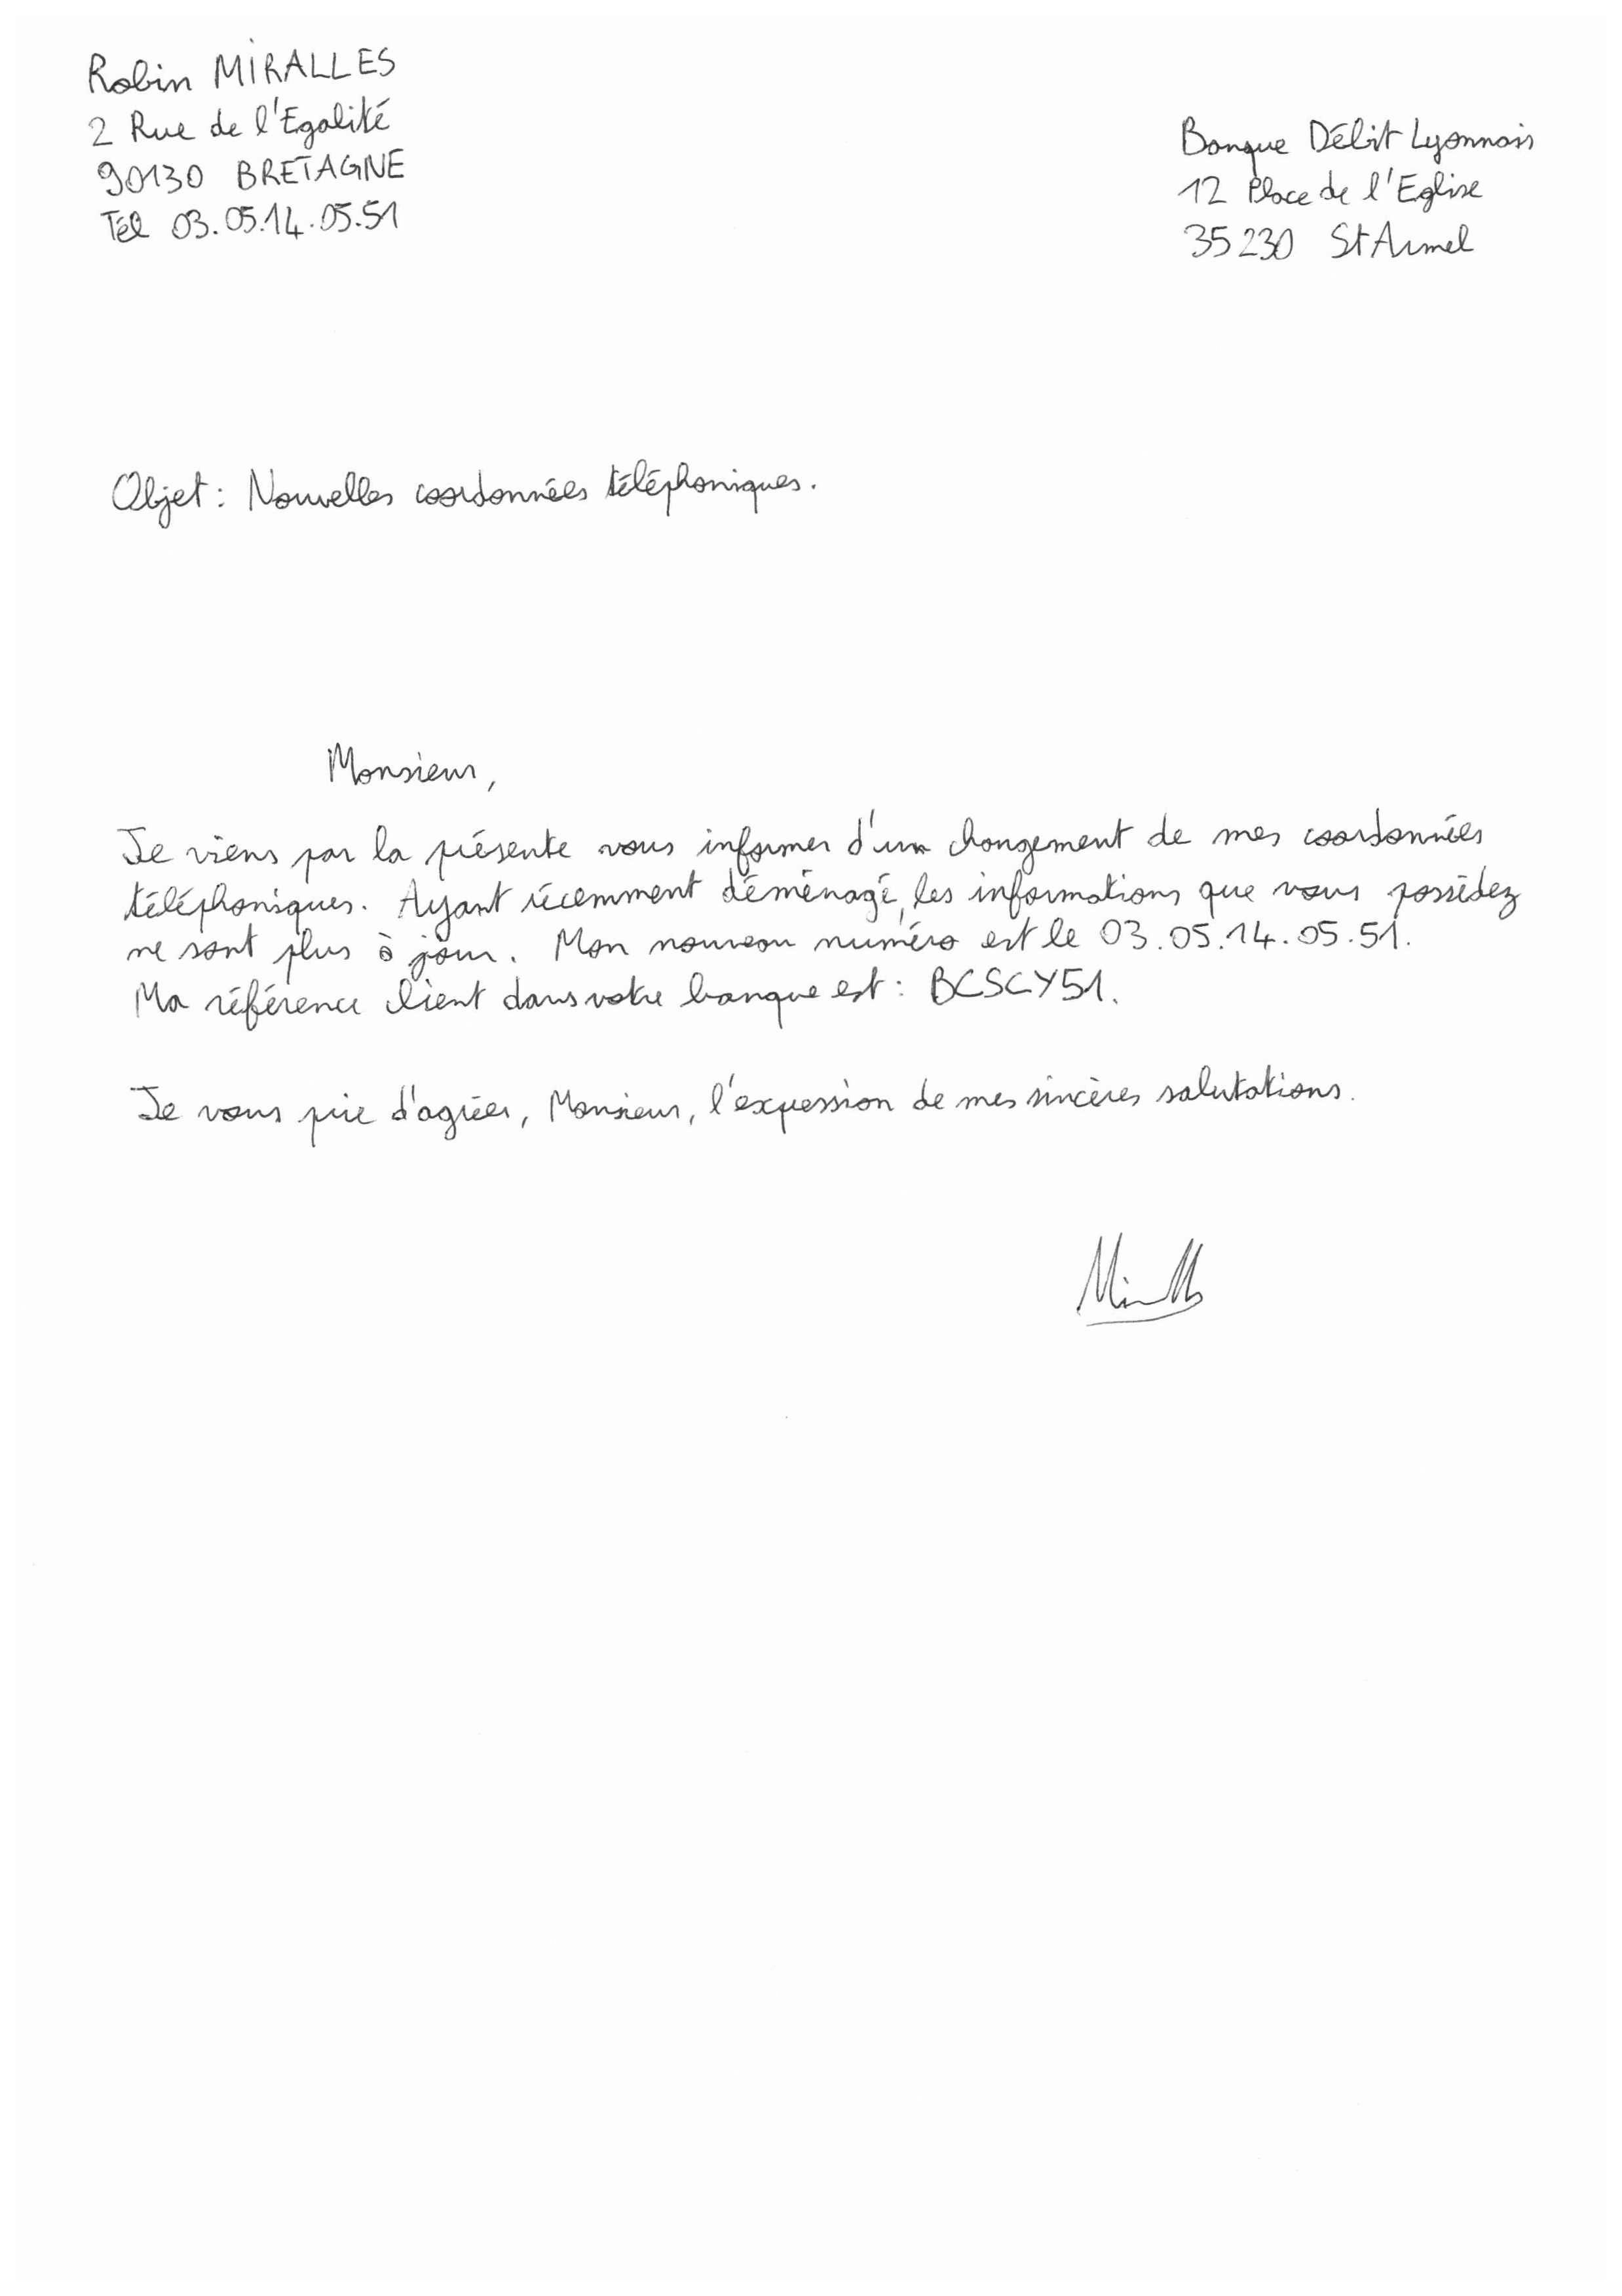 Robin MIRALLES
2 Rue de l'Egalité
90130 BRETAGNE
Tél 03.05.14.05.51
Banque Débit Lyonnais
12 Place de l'Eglise
35230 St Armel
Objet : Nouvelles coordonnées téléphoniques.
Monsieur,
Je viens par la présente vous informer d'un changement de mes coordonnées
téléphoniques. Ayant récemment déménagé, les informations que vous possédez
ne sont plus à jour. Mon nouveau numéro est le 03.05.14.05.51.
Ma référence client dans votre banque est : BCSCY51.
Je vous prie d'agréer, Monsieur, l'expression de mes sincères salutations.